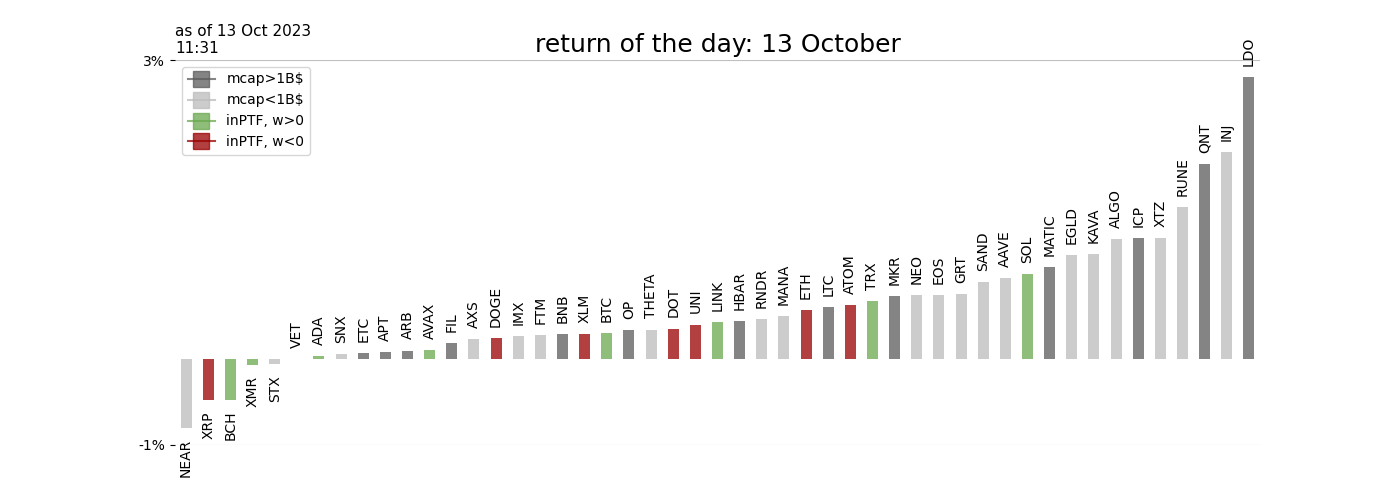 as of 13 Oct 2023
11:31
return of the day: 13 October
3%
-1%
mcap>1B$
mcap<1B$
inPTF, w>0
inPTF, w<0
NEAR
XRP
BCH
XMR
STX
VET
ADA
SNX
ETC
APT
ARB
AVAX
FIL
AXS
DOGE
IMX
FTM
BNB
XLM
BTC
OP
THETA
DOT
UNI
LINK
HBAR
RNDR
MANA
ETH
LTC
ATOM
TRX
MKR
NEO
EOS
GRT
SAND
AAVE
SOL
MATIC
EGLD
KAVA
ALGO
ICP
XTZ
RUNE
QNT
INJ
LDO